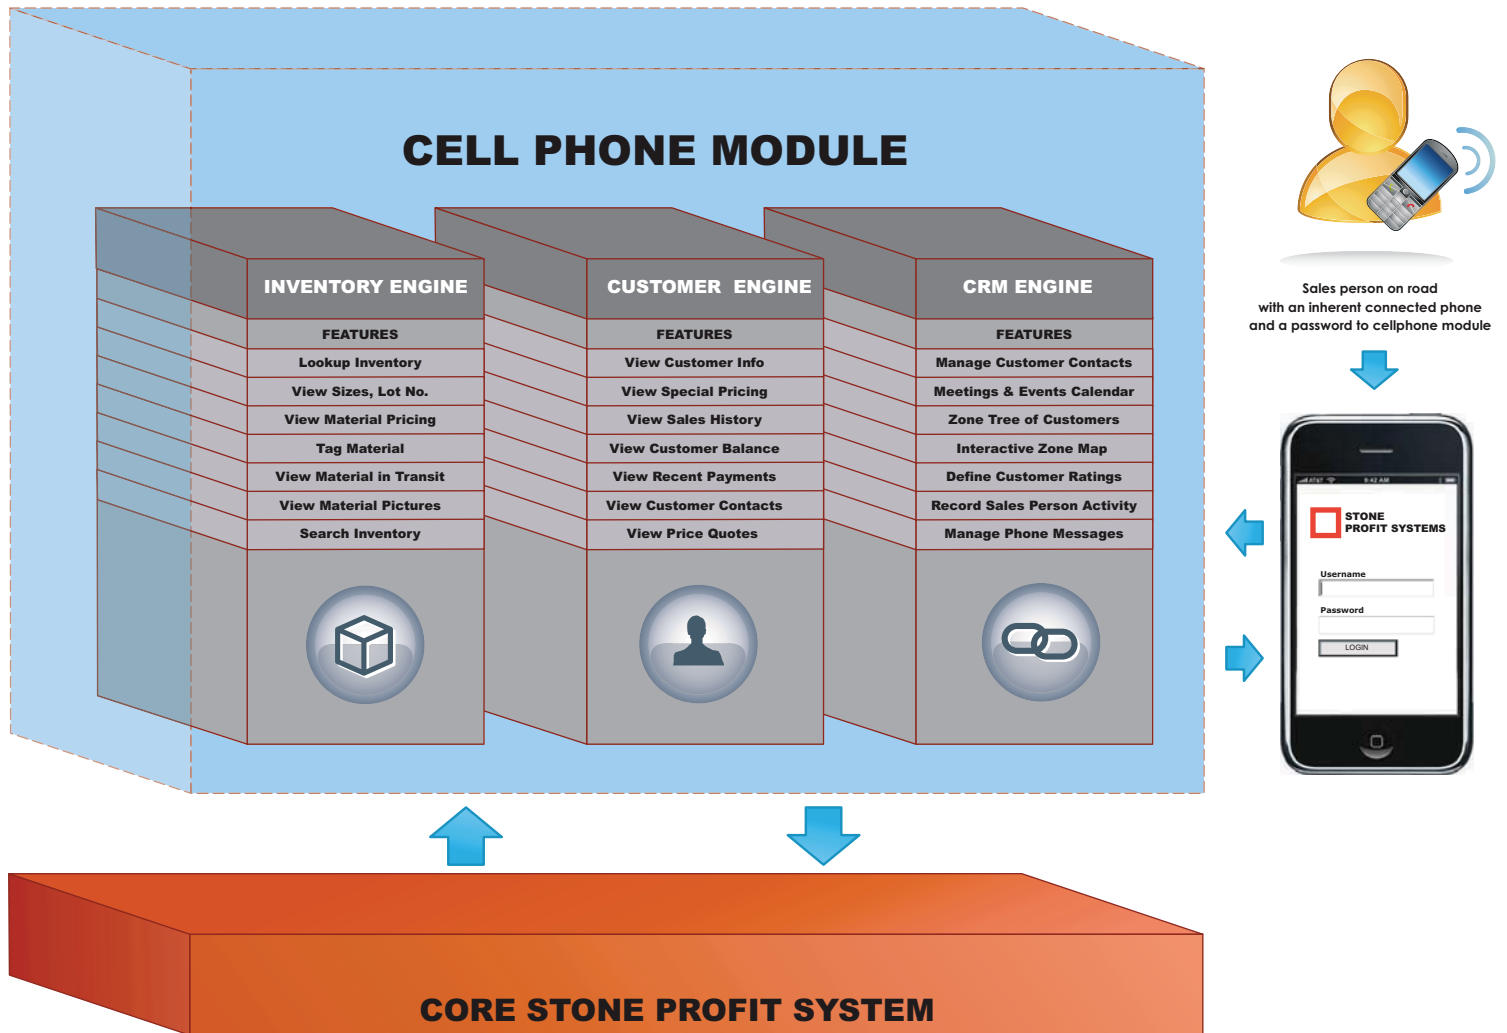 CELL PHONE MODULE
INVENTORY ENGINE
FEATURES
Lookup Inventory
View Sizes, Lot No.
View Material Pricing
Tag Material
View Material in Transit
View Material Pictures
Search Inventory
CUSTOMER ENGINE
FEATURES
View Customer Info
View Special Pricing
View Sales History
View Customer Balance
View Recent Payments
View Customer Contacts
View Price Quotes
CRM ENGINE
FEATURES
Manage Customer Contacts
Meetings & Events Calendar
Zone Tree of Customers
Interactive Zone Map
Define Customer Ratings
Record Sales Person Activity
Manage Phone Messages
Sales person on road
with an inherent connected phone
and a password to cellphone module
AT&T 9:42 AM
STONE
PROFIT SYSTEMS
Username
Password
LOGIN
CORE STONE PROFIT SYSTEM